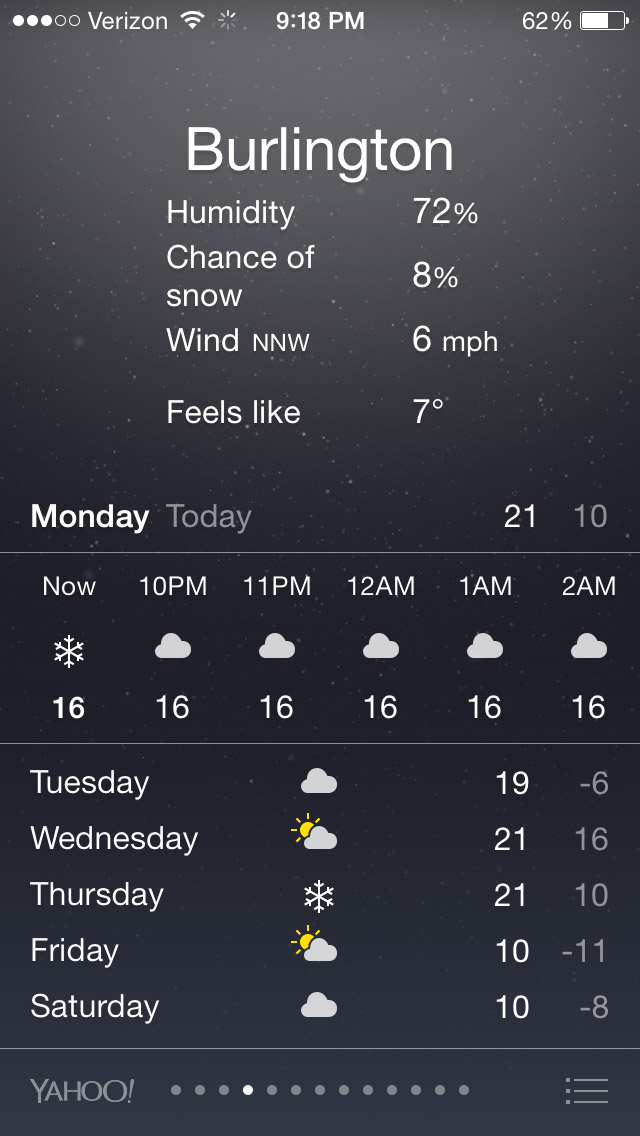 Verizon 9:18 PM 62%
Burlington
Humidity 72%
Chance of
snow 8%
Wind NNW 6 mph
Feels like 7°
Monday Today 21 10
Now 10PM 11PM 12AM 1AM 2AM
16 16 16 16 16 16
Tuesday 19 -6
Wednesday 21 16
Thursday 21 10
Friday 10 -11
Saturday 10 -8
YAHOO!